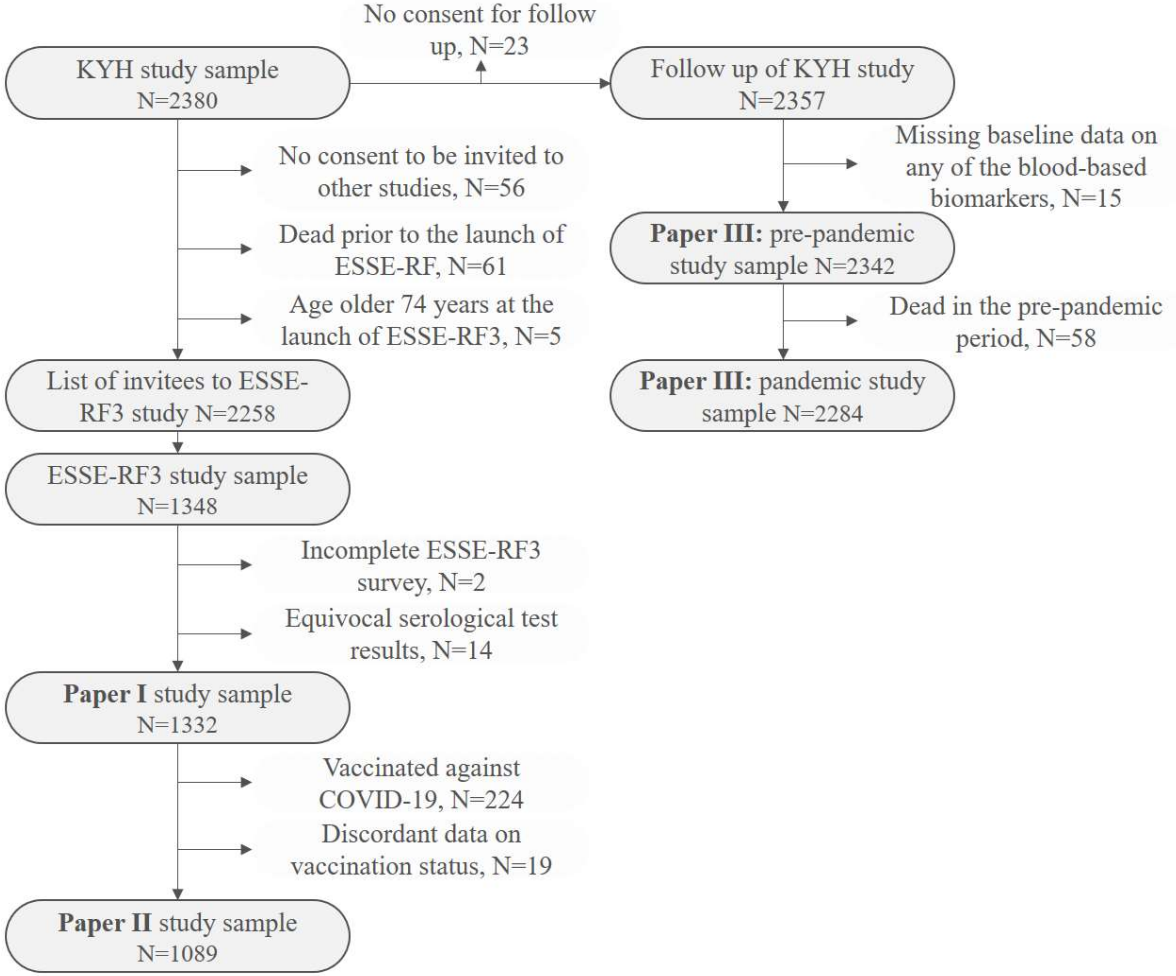 No consent for follow
up, N=23
KYH study sample
N=2380
Follow up of KYH study
N=2357
No consent to be invited to
other studies, N=56
Dead prior to the launch of
ESSE-RF, N=61
Age older 74 years at the
launch of ESSE-RF3, N=5
List of invitees to ESSE-
RF3 study N=2258
ESSE-RF3 study sample
N=1348
Incomplete ESSE-RF3
survey, N=2
Equivocal serological test
results, N=14
Paper I study sample
N=1332
Vaccinated against
COVID-19, N=224
Discordant data on
vaccination status, N=19
Paper II study sample
N=1089
Missing baseline data on
any of the blood-based
biomarkers, N=15
Paper III: pre-pandemic
study sample N=2342
Dead in the pre-pandemic
period, N=58
Paper III: pandemic study
sample N=2284